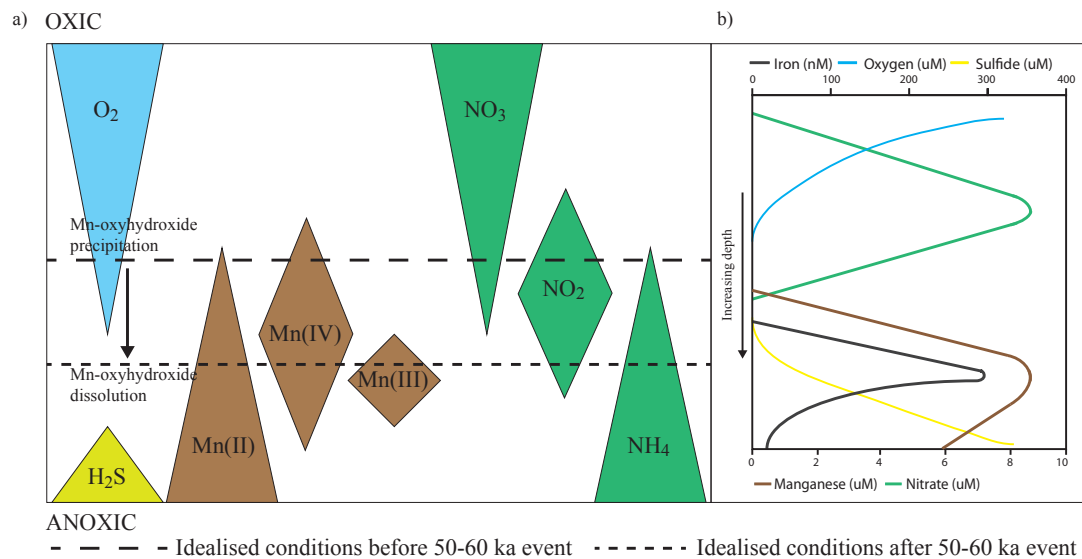 a)
OXIC
O2
NO3
Mn-oxyhydroxide
precipitation
NO2
Mn(IV)
Mn(III)
Mn-oxyhydroxide
dissolution
Mn(II)
NH4
H2S
ANOXIC
Idealised conditions before 50-60 ka event
Idealised conditions after 50-60 ka event
b)
Iron (nM) Oxygen (uM) Sulfide (uM)
0 100 200 300 400
Increasing depth
0 2 4 6 8 10
Manganese (uM) Nitrate (uM)